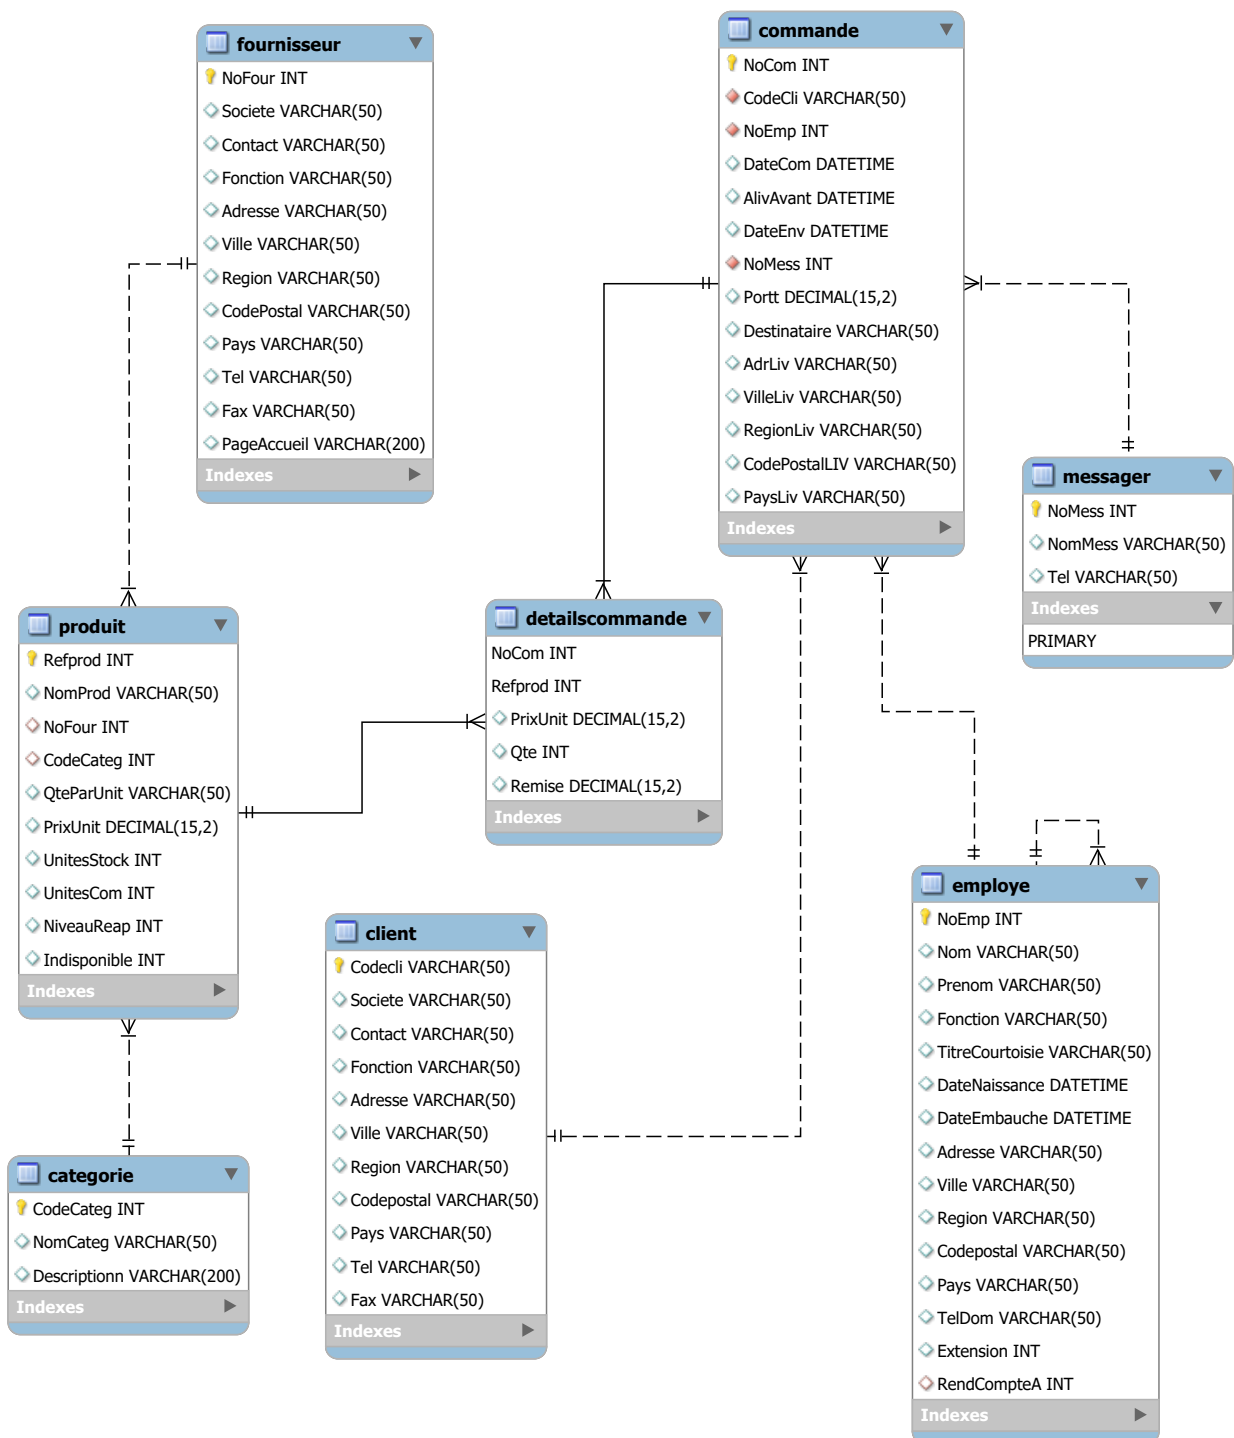 fournisseur
NoFour INT
Societe VARCHAR(50)
Contact VARCHAR(50)
Fonction VARCHAR(50)
Adresse VARCHAR(50)
Ville VARCHAR(50)
Region VARCHAR(50)
CodePostal VARCHAR(50)
Pays VARCHAR(50)
Tel VARCHAR(50)
Fax VARCHAR(50)
PageAccueil VARCHAR(200)
Indexes
commande
NoCom INT
CodeCli VARCHAR(50)
NoEmp INT
DateCom DATETIME
AlivAvant DATETIME
DateEnv DATETIME
NoMess INT
Portt DECIMAL(15,2)
Destinataire VARCHAR(50)
AdrLiv VARCHAR(50)
VilleLiv VARCHAR(50)
RegionLiv VARCHAR(50)
CodePostalLIV VARCHAR(50)
PaysLiv VARCHAR(50)
Indexes
messager
NoMess INT
NomMess VARCHAR(50)
Tel VARCHAR(50)
Indexes
PRIMARY
produit
Refprod INT
NomProd VARCHAR(50)
NoFour INT
CodeCateg INT
QteParUnit VARCHAR(50)
PrixUnit DECIMAL(15,2)
UnitesStock INT
UnitesCom INT
NiveauReap INT
Indisponible INT
Indexes
detailscommande
NoCom INT
Refprod INT
PrixUnit DECIMAL(15,2)
Qte INT
Remise DECIMAL(15,2)
Indexes
client
Codecli VARCHAR(50)
Societe VARCHAR(50)
Contact VARCHAR(50)
Fonction VARCHAR(50)
Adresse VARCHAR(50)
Ville VARCHAR(50)
Region VARCHAR(50)
Codepostal VARCHAR(50)
Pays VARCHAR(50)
Tel VARCHAR(50)
Fax VARCHAR(50)
Indexes
employe
NoEmp INT
Nom VARCHAR(50)
Prenom VARCHAR(50)
Fonction VARCHAR(50)
TitreCourtoisie VARCHAR(50)
DateNaissance DATETIME
DateEmbauche DATETIME
Adresse VARCHAR(50)
Ville VARCHAR(50)
Region VARCHAR(50)
Codepostal VARCHAR(50)
Pays VARCHAR(50)
TelDom VARCHAR(50)
Extension INT
RendCompteA INT
Indexes
categorie
CodeCateg INT
NomCateg VARCHAR(50)
Descriptionn VARCHAR(200)
Indexes